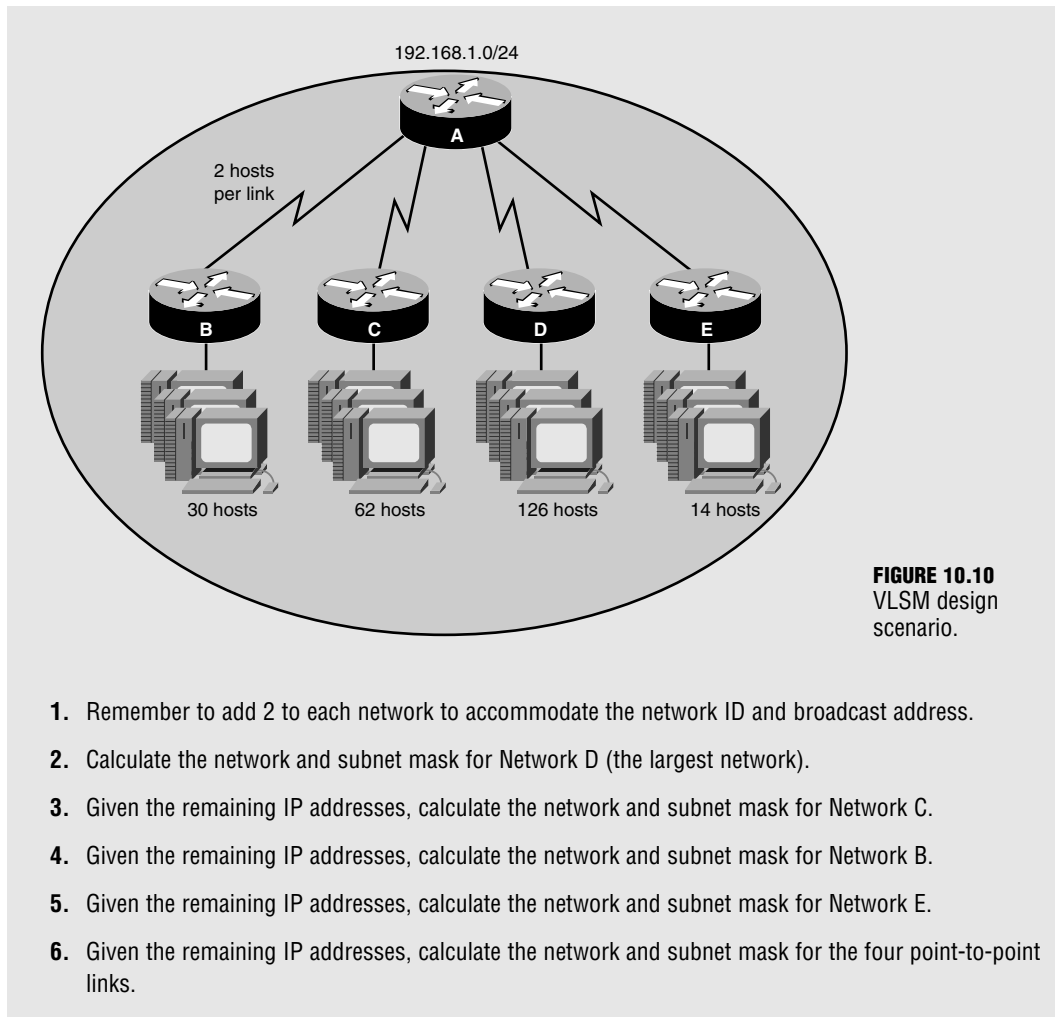 192.168.1.0/24
A
2 hosts
per link
B
C
D
E
30 hosts
62 hosts
126 hosts
14 hosts
FIGURE 10.10
VLSM design
scenario.
1. Remember to add 2 to each network to accommodate the network ID and broadcast address.
2. Calculate the network and subnet mask for Network D (the largest network).
3. Given the remaining IP addresses, calculate the network and subnet mask for Network C.
4. Given the remaining IP addresses, calculate the network and subnet mask for Network B.
5. Given the remaining IP addresses, calculate the network and subnet mask for Network E.
6. Given the remaining IP addresses, calculate the network and subnet mask for the four point-to-point
links.